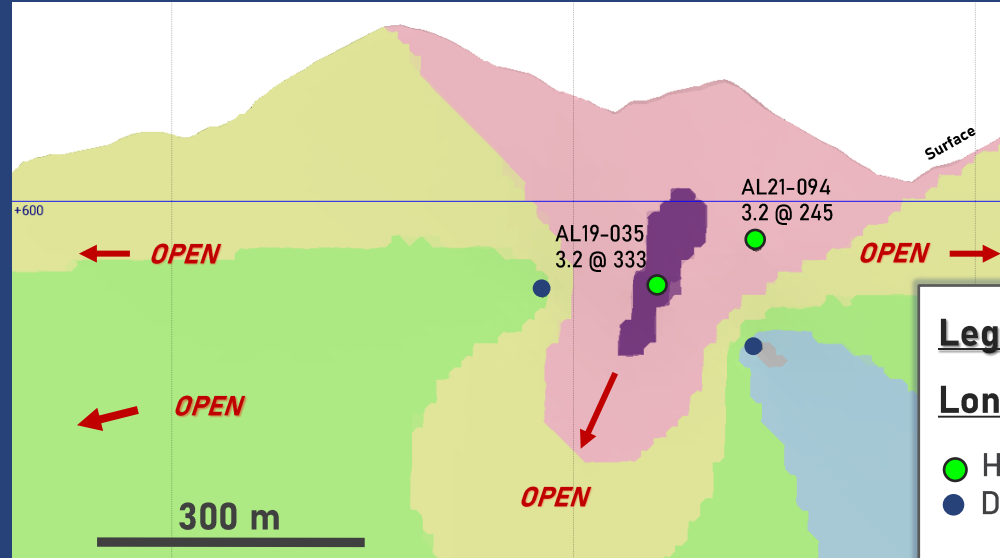 Surface
AL21-094
3.2 @ 245
+600
AL19-035
3.2 @ 333
OPEN
OPEN
OPEN
OPEN
300 m
Leg
Lon
H
D